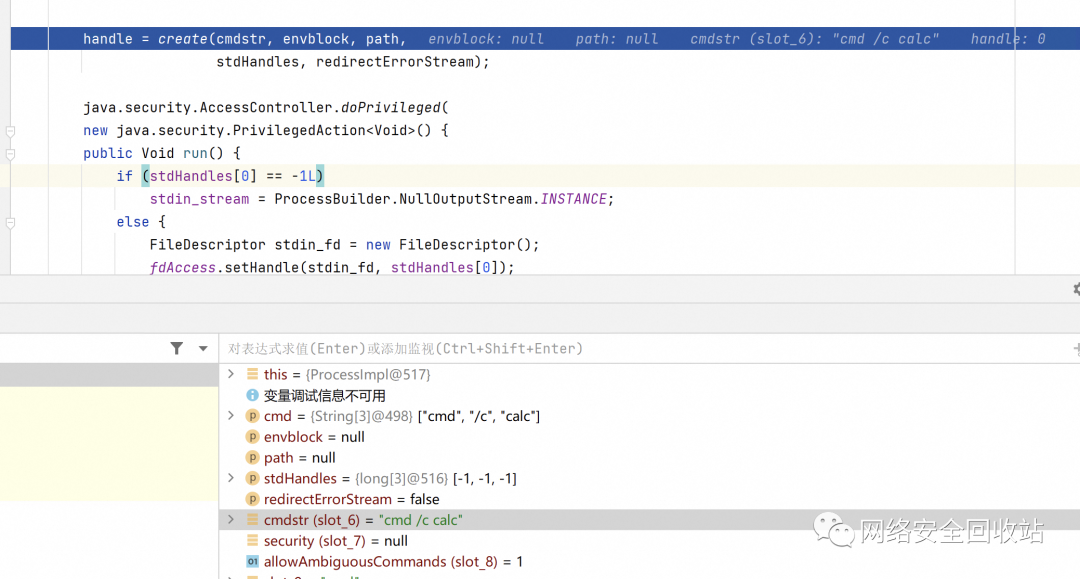 handle = create(cmdstr, envblock, path,   envblock: null    path: null    cmdstr (slot_6): "cmd /c calc"    handle: 0
stdHandles, redirectErrorStream);
java.security.AccessController.doPrivileged(
new java.security.PrivilegedAction<Void>() {
public Void run() {
if (stdHandles[0] == -1L)
stdin_stream = ProcessBuilder.NullOutputStream.INSTANCE;
else {
FileDescriptor stdin_fd = new FileDescriptor();
fdAccess.setHandle(stdin_fd, stdHandles[0]);
对表达式求值(Enter)或添加监视(Ctrl+Shift+Enter)
this = {ProcessImpl@517}
变量调试信息不可用
p cmd = {String[3]@498} ["cmd", "/c", "calc"]
p envblock = null
p path = null
p stdHandles = {long[3]@516} [-1, -1, -1]
p redirectErrorStream = false
cmdstr (slot_6) = "cmd /c calc"
security (slot_7) = null
01 allowAmbiguousCommands (slot_8) = 1
网络安全回收站